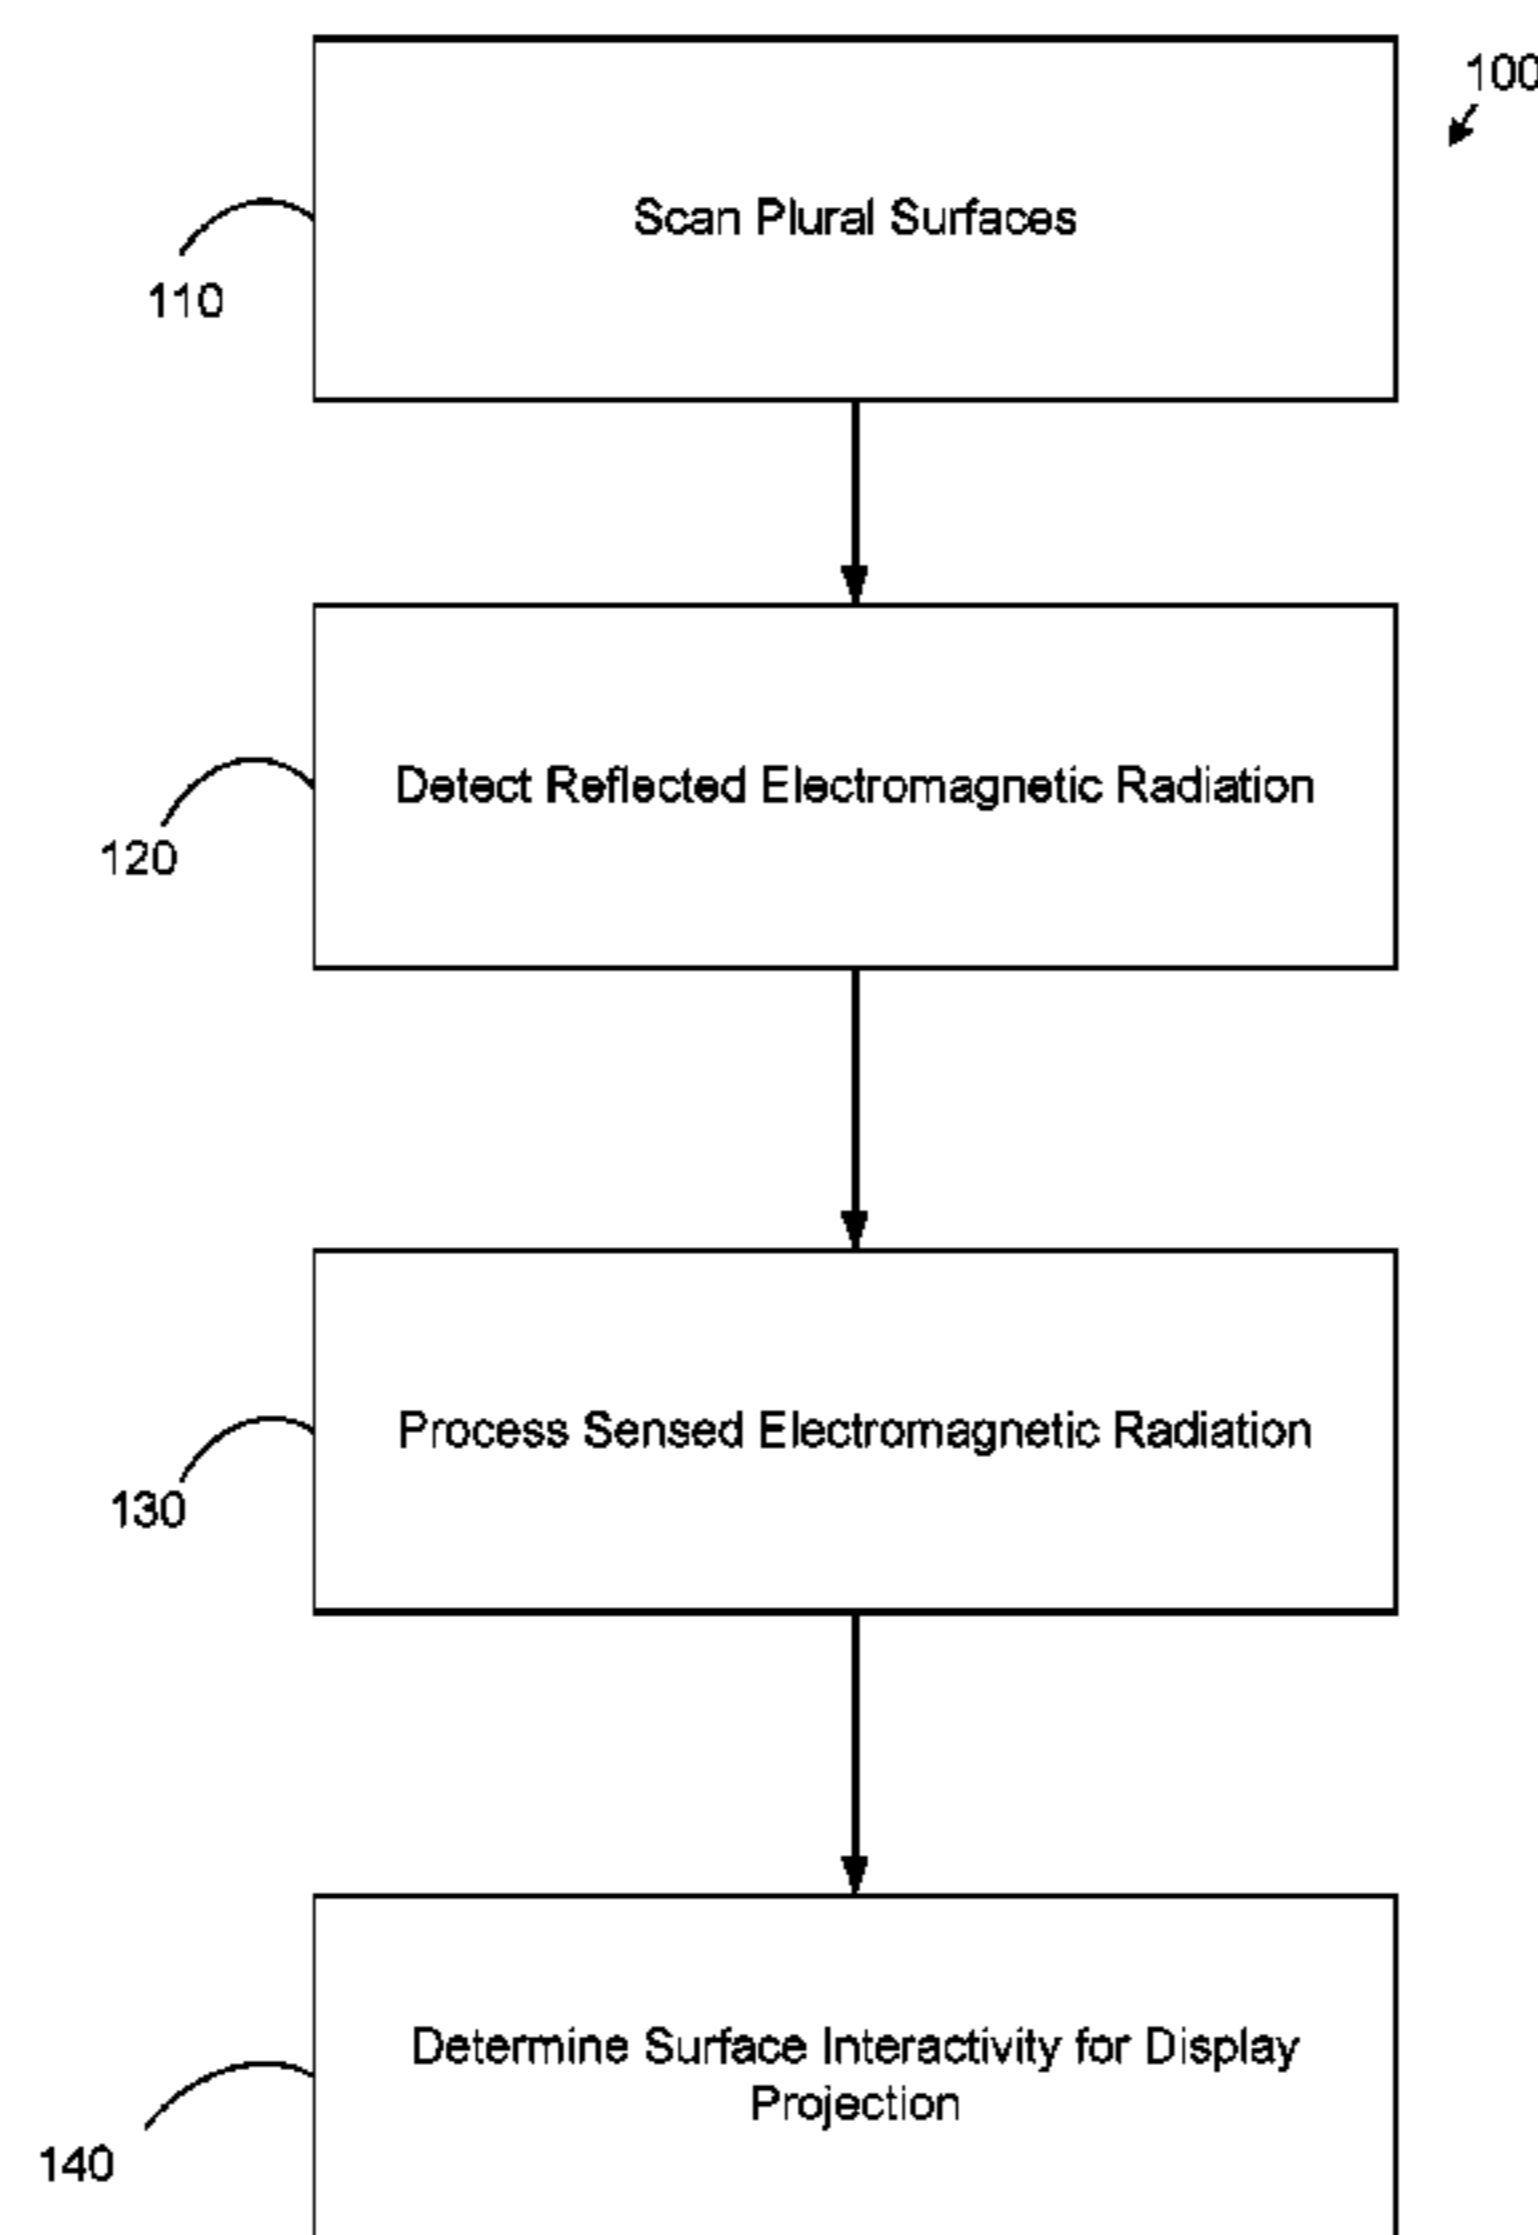 100
Scan Plural Surfaces
110
Detect Reflected Electromagnetic Radiation
120
Process Sensed Electromagnetic Radiation
130
Determine Surface Interactivity for Display
Projection
140